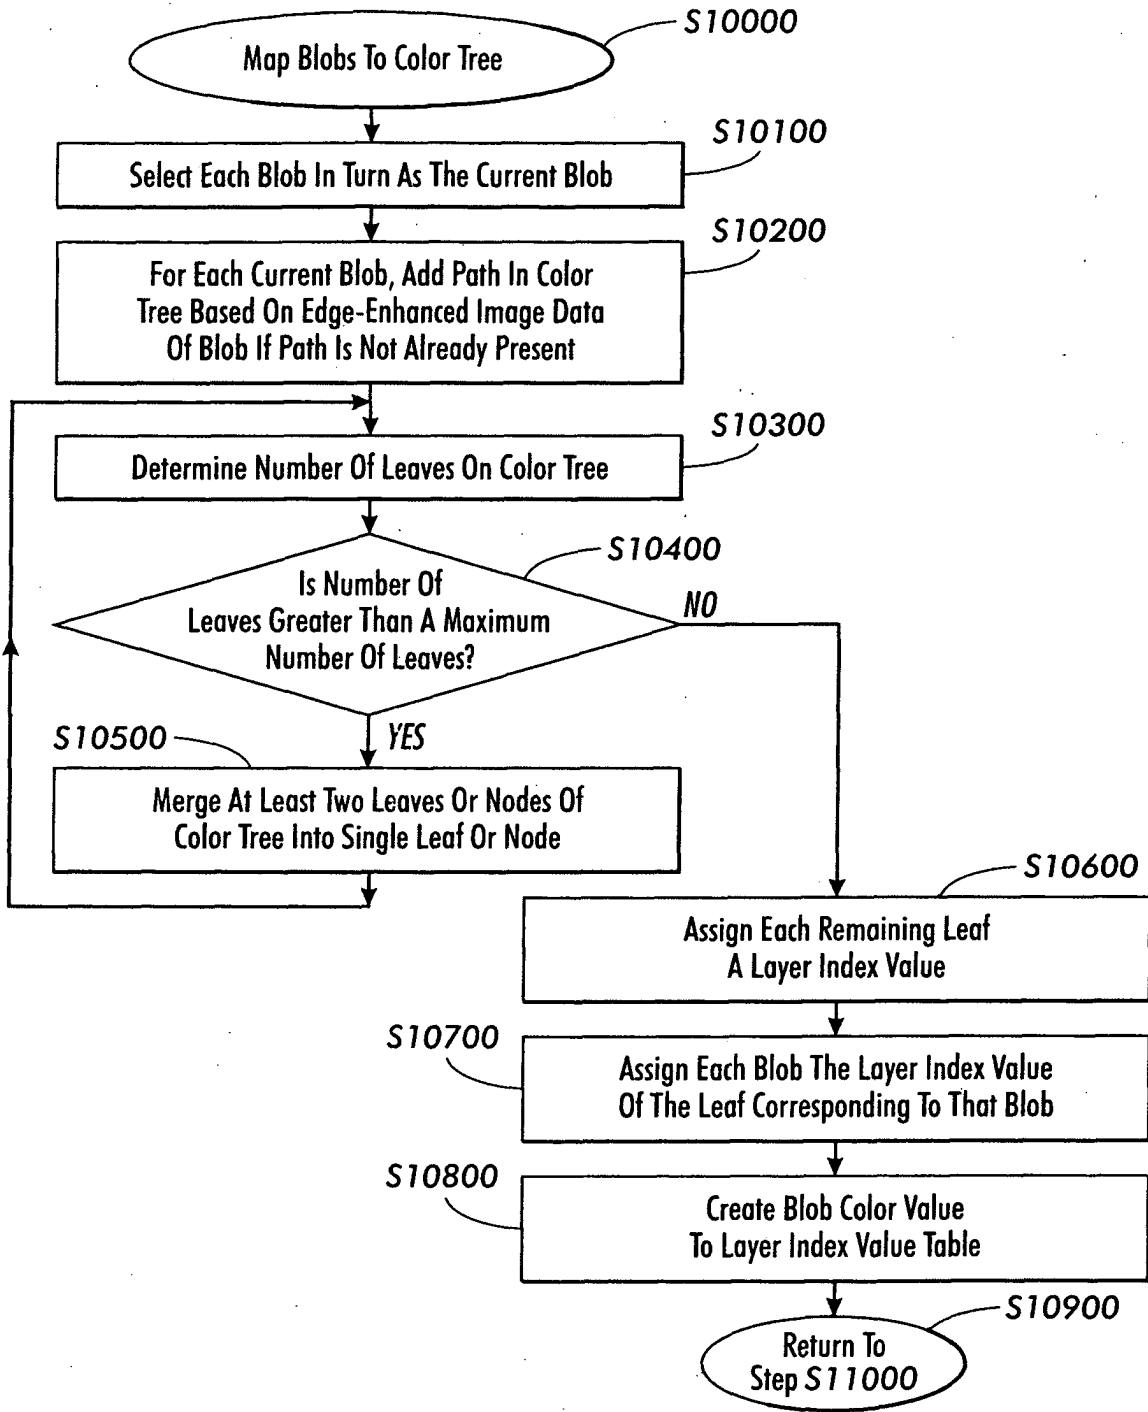 S10000
Map Blobs To Color Tree
S10100
Select Each Blob In Turn As The Current Blob
S10200
For Each Current Blob, Add Path In Color
Tree Based On Edge-Enhanced Image Data
Of Blob If Path Is Not Already Present
S10300
Determine Number Of Leaves On Color Tree
S10400
Is Number Of
Leaves Greater Than A Maximum
Number Of Leaves?
NO
YES
S10500
Merge At Least Two Leaves Or Nodes Of
Color Tree Into Single Leaf Or Node
S10600
Assign Each Remaining Leaf
A Layer Index Value
S10700
Assign Each Blob The Layer Index Value
Of The Leaf Corresponding To That Blob
S10800
Create Blob Color Value
To Layer Index Value Table
S10900
Return To
Step S11000